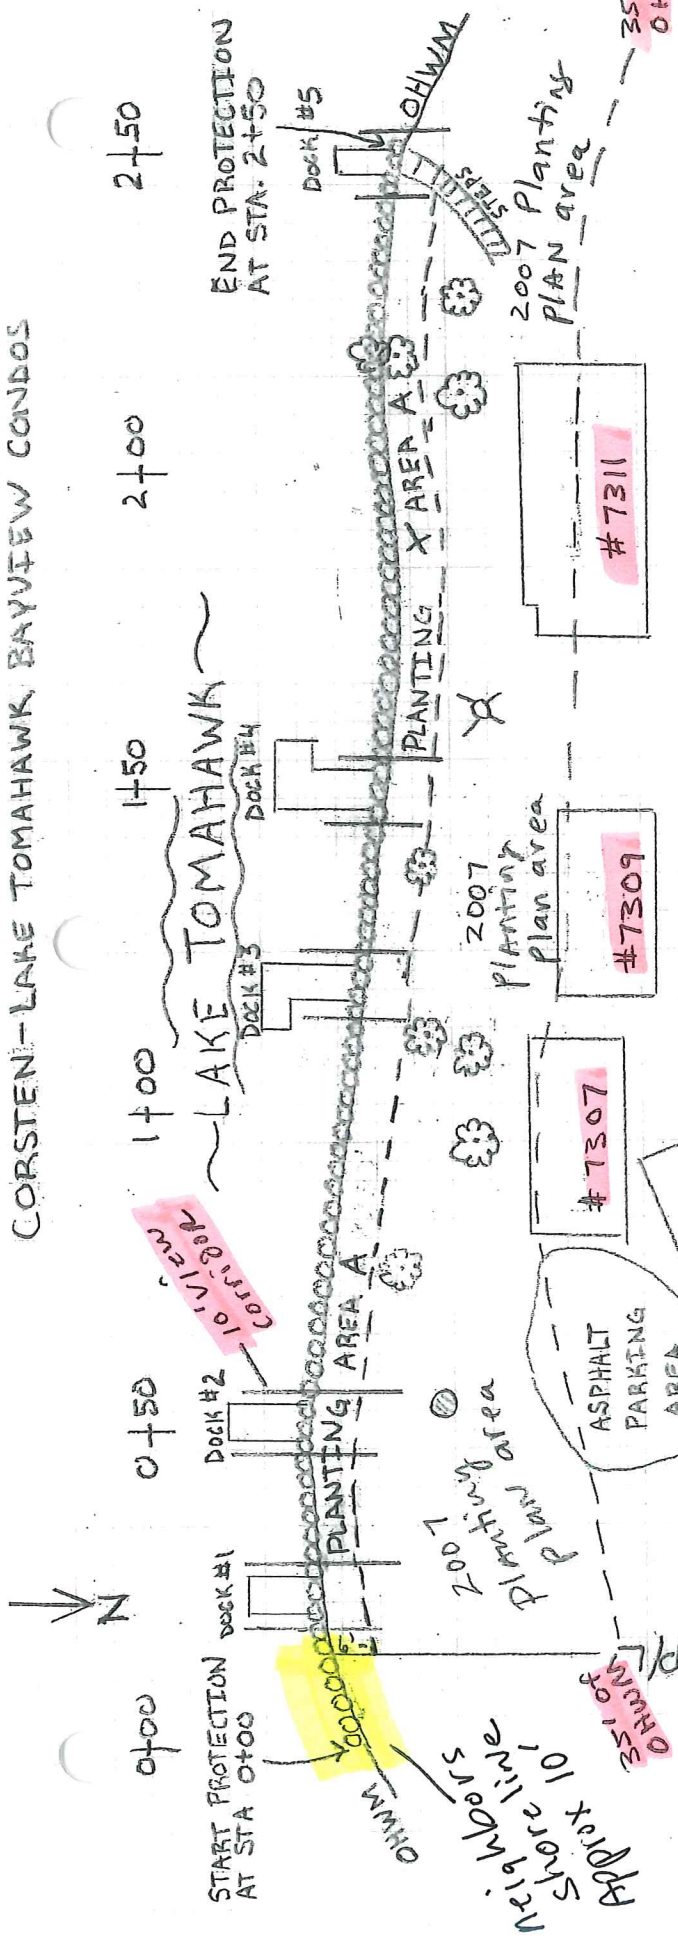 CORSTEN-LAKE TOMAHAWK BAYVIEW CONDOS
N
0+00
0+50
1+00
1+50
2+00
2+50
START PROTECTION
AT STA 0+00
DOCK #1
DOCK #2
10' VIEW
CORRIDOR
~LAKE TOMAHAWK~
DOCK #3
DOCK #4
END PROTECTION
AT STA. 2+50
DOCK #5
OHWM
OHWM
PLANTING AREA A
PLANTING AREA A
STEPS
neighbors
Shore line
Approx 10'
2007
Planting
Plan area
2007
Planting
Plan area
2007 Planting
PlAN area
35' of
OHWM
ASPHALT
PARKING
AREA
#7307
#7309
#7311
35